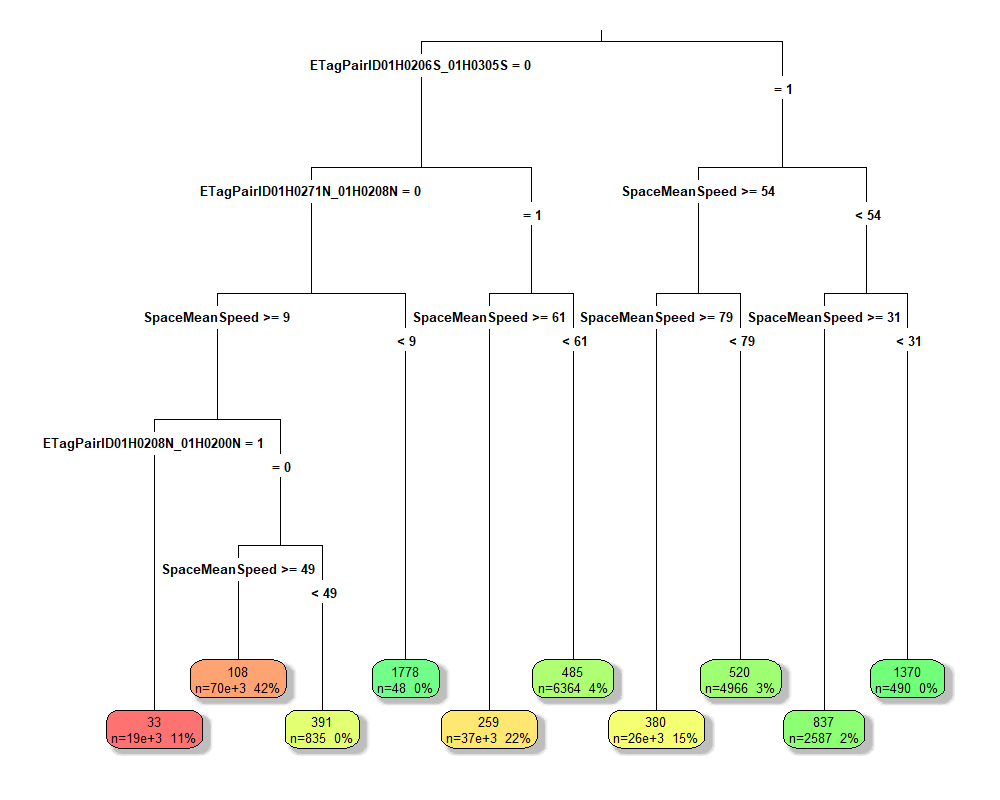 ETagPairID01H0206S_01H0305S = 0
= 1
ETagPairID01H0271N_01H0208N = 0
SpaceMeanSpeed >= 54
= 1
< 54
SpaceMeanSpeed >= 9
SpaceMeanSpeed >= 61
SpaceMeanSpeed >= 79
SpaceMeanSpeed >= 31
< 9
< 61
< 79
< 31
ETagPairID01H0208N_01H0200N = 1
= 0
SpaceMeanSpeed >= 49
< 49
108
n=70e+3 42%
1778
n=48 0%
485
n=6364 4%
520
n=4966 3%
1370
n=490 0%
33
n=19e+3 11%
391
n=835 0%
259
n=37e+3 22%
380
n=26e+3 15%
837
n=2587 2%